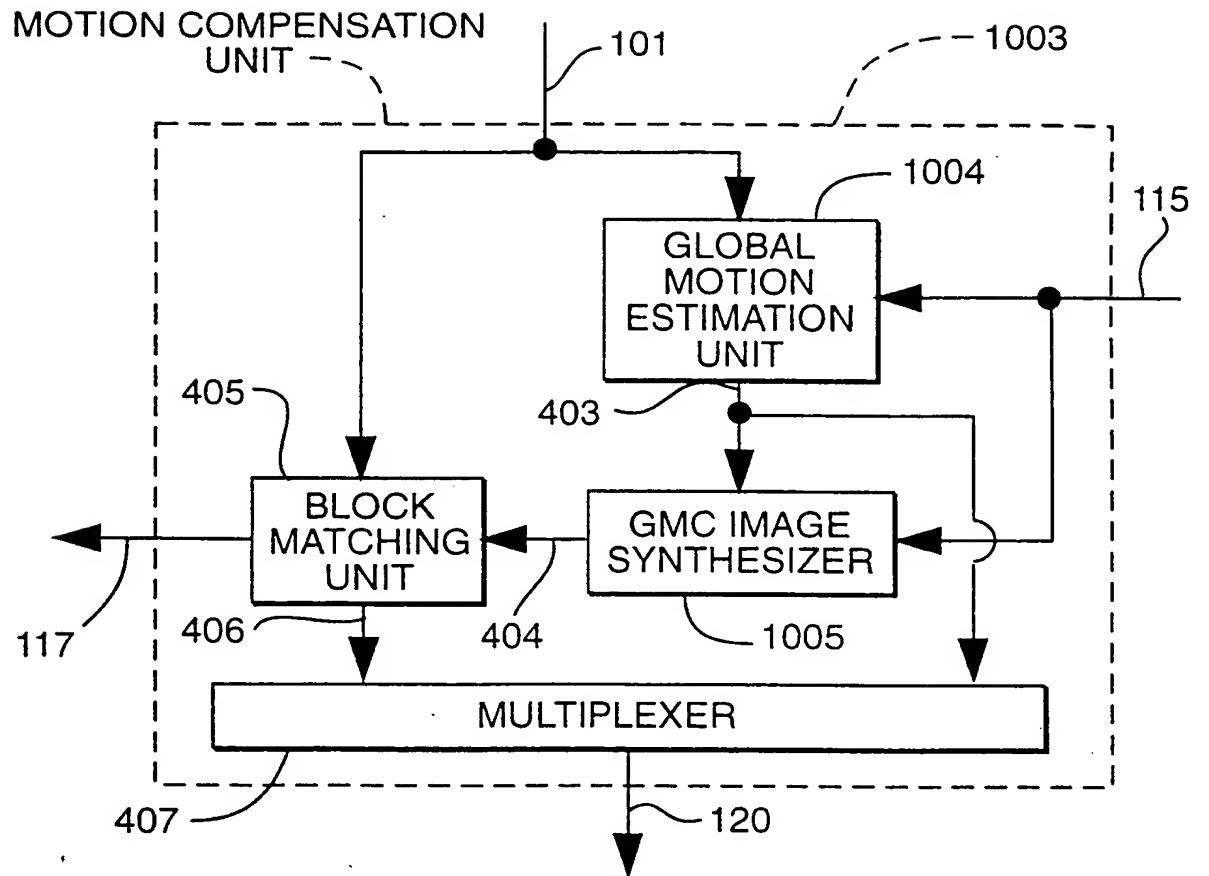 MOTION COMPENSATION
UNIT
101
1003
1004
115
GLOBAL
MOTION
ESTIMATION
UNIT
403
405
BLOCK
MATCHING
UNIT
GMC IMAGE
SYNTHESIZER
117
406
404
1005
MULTIPLEXER
407
120